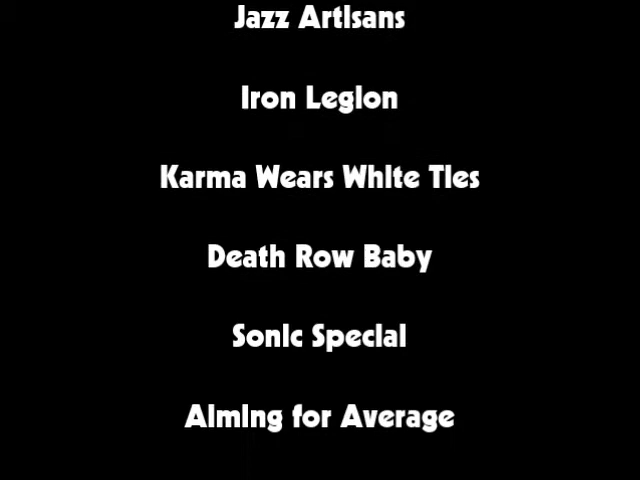 Jazz Artisans
Iron Legion
Karma Wears White Ties
Death Row Baby
Sonic Special
Aiming for Average